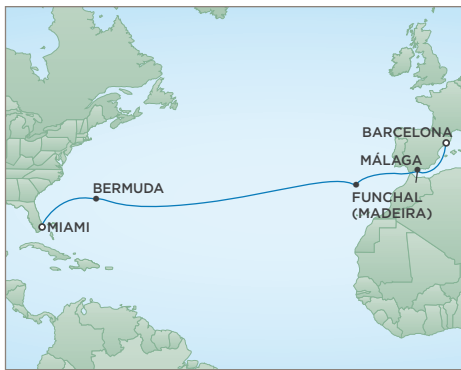 BARCELONA
MÁLAGA
BERMUDA
FUNCHAL
(MADEIRA)
MIAMI